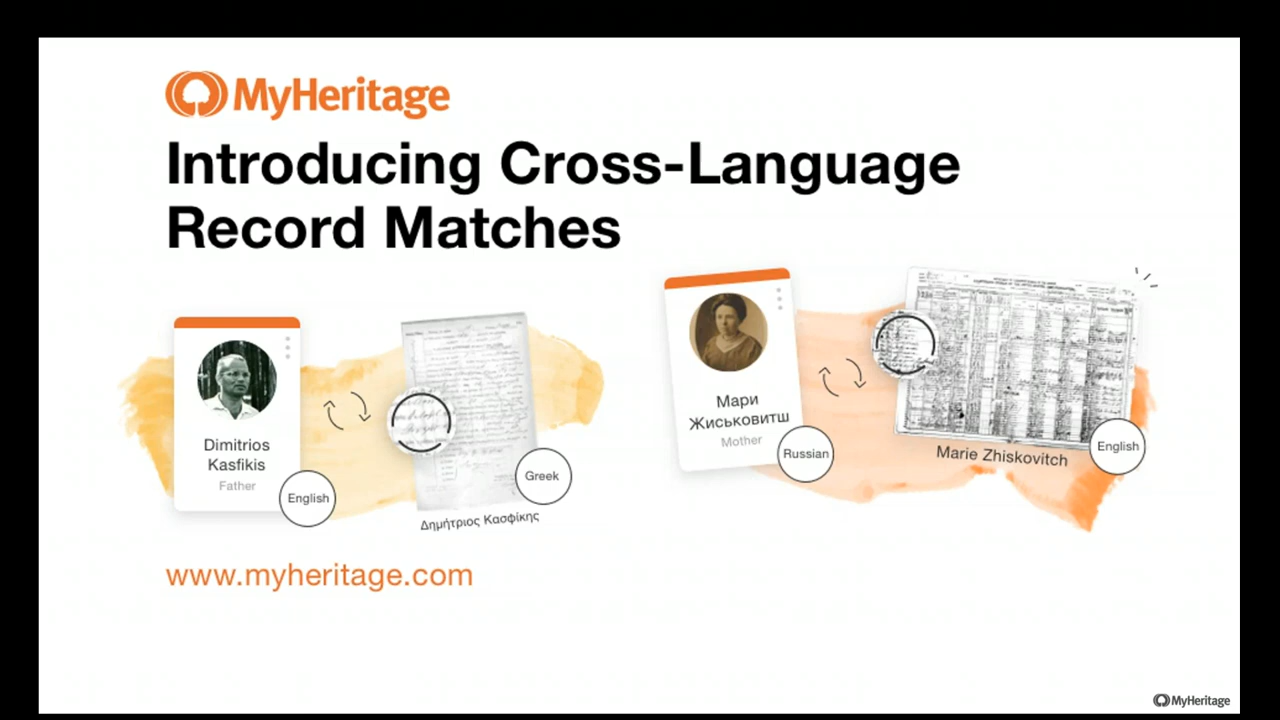 MyHeritage
Introducing Cross-Language
Record Matches
Dimitrios
Kasfikis
Father
English
Greek
Δημήτριος Κασφίκης
Мари
Жиськовитш
Mother
Russian
English
Marie Zhiskovitch
www.myheritage.com
MyHeritage